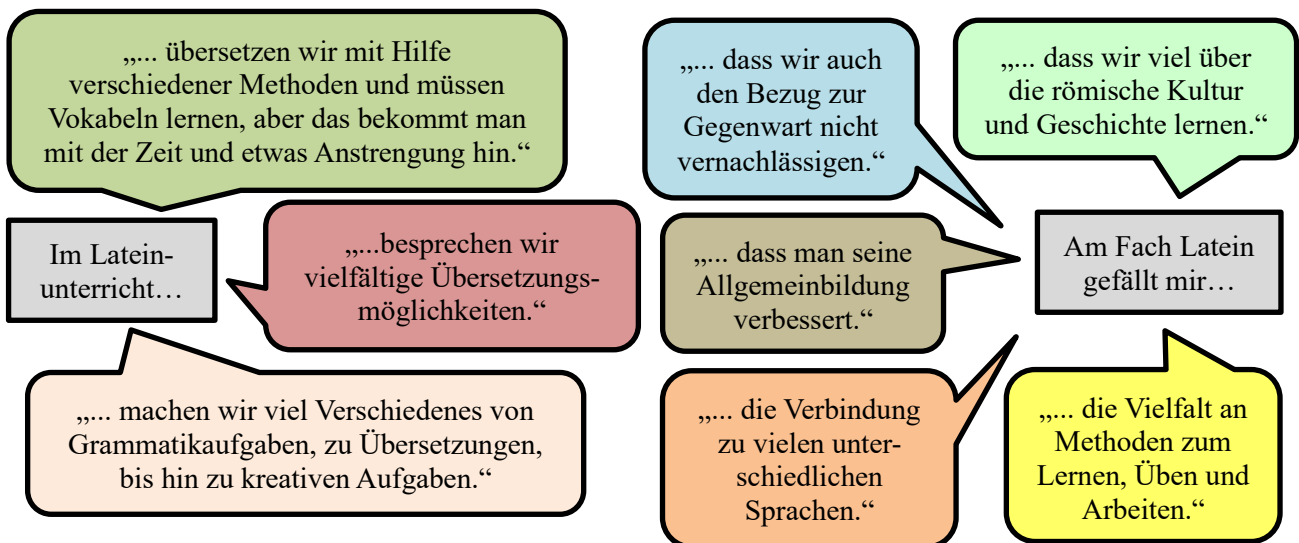 „... übersetzen wir mit Hilfe
verschiedener Methoden und müssen
Vokabeln lernen, aber das bekommt man
mit der Zeit und etwas Anstrengung hin.“
Im Latein-
unterricht…
„...besprechen wir
vielfältige Übersetzungs-
möglichkeiten.“
„... machen wir viel Verschiedenes von
Grammatikaufgaben, zu Übersetzungen,
bis hin zu kreativen Aufgaben.“
„... dass wir auch
den Bezug zur
Gegenwart nicht
vernachlässigen.“
„... dass wir viel über
die römische Kultur
und Geschichte lernen.“
„... dass man seine
Allgemeinbildung
verbessert.“
Am Fach Latein
gefällt mir…
„... die Verbindung
zu vielen unter-
schiedlichen
Sprachen.“
„... die Vielfalt an
Methoden zum
Lernen, Üben und
Arbeiten.“